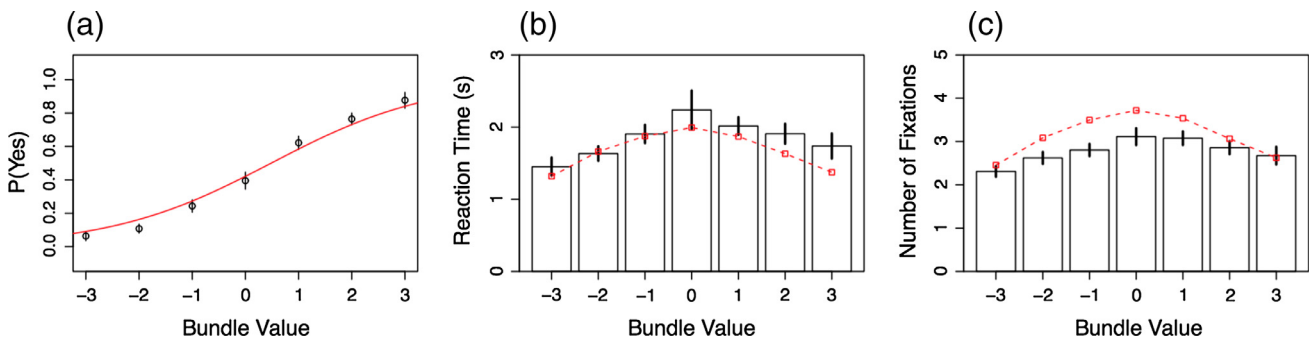 (a)
P(Yes)
0.0 0.2 0.4 0.6 0.8 1.0
−3 −2 −1 0 1 2 3
Bundle Value
(b)
Reaction Time (s)
0 1 2 3
−3 −2 −1 0 1 2 3
Bundle Value
(c)
Number of Fixations
0 1 2 3 4 5
−3 −2 −1 0 1 2 3
Bundle Value